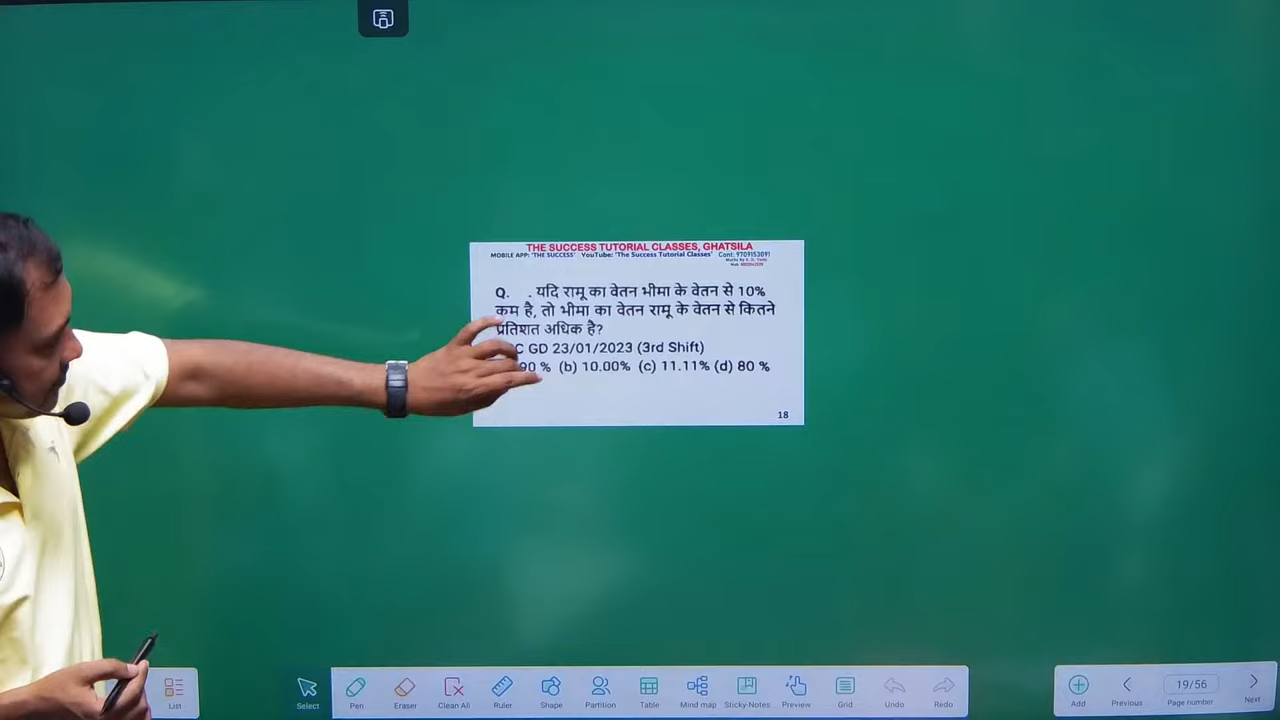 THE SUCCESS TUTORIAL CLASSES, GHATSILA
MOBILE APP: 'THE SUCCESS' YouTube: 'The Success Tutorial Classes' Cont: 9709153091
Q. . यदि रामू का वेतन भीमा के वेतन से 10%
कम है, तो भीमा का वेतन रामू के वेतन से कितने
प्रतिशत अधिक है?
C GD 23/01/2023 (3rd Shift)
90 % (b) 10.00% (c) 11.11% (d) 80 %
18
List
Select
Pen
Eraser
Clean All
Ruler
Shape
Partition
Table
Mind map
Sticky-Notes
Preview
Grid
Undo
Redo
Add
Previous
19/56
Page number
Next